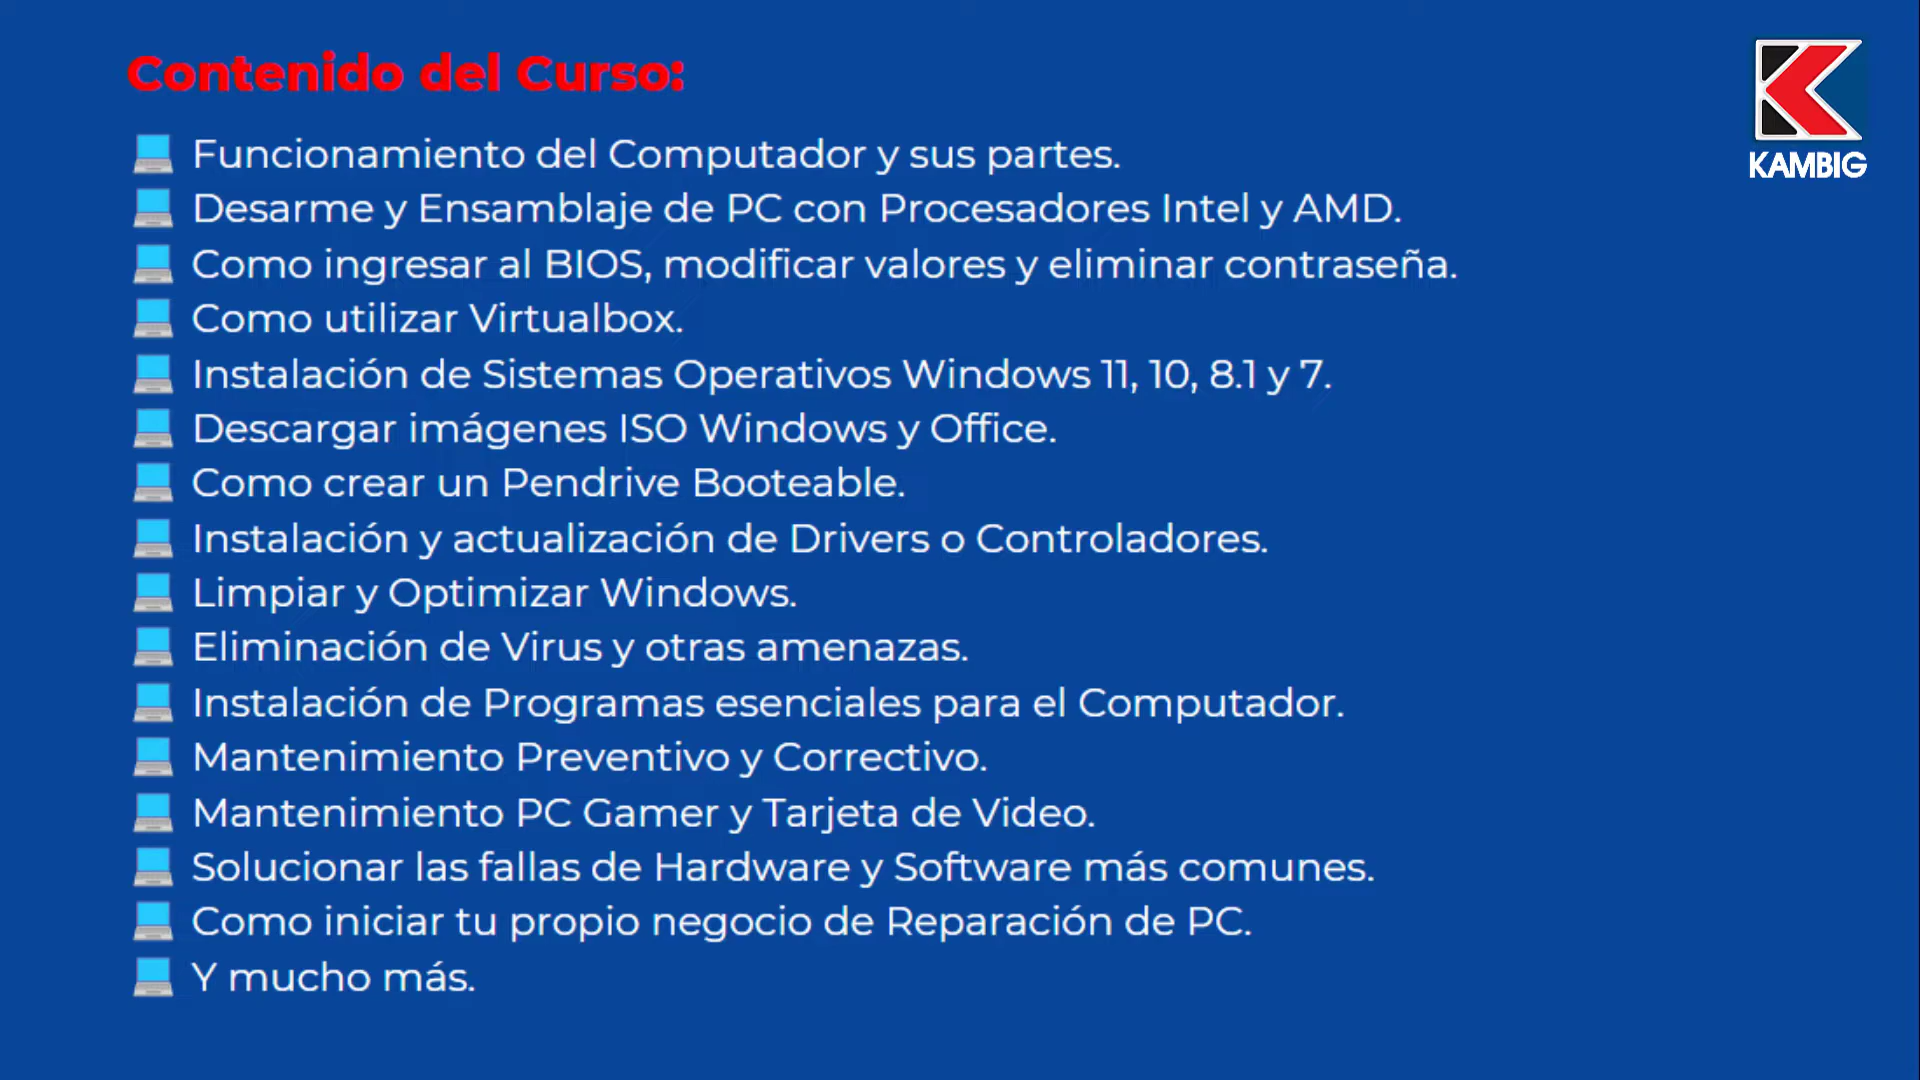 Contenido del Curso:
KAMBIG
Funcionamiento del Computador y sus partes.
Desarme y Ensamblaje de PC con Procesadores Intel y AMD.
Como ingresar al BIOS, modificar valores y eliminar contraseña.
Como utilizar Virtualbox.
Instalación de Sistemas Operativos Windows 11, 10, 8.1 y 7.
Descargar imágenes ISO Windows y Office.
Como crear un Pendrive Booteable.
Instalación y actualización de Drivers o Controladores.
Limpiar y Optimizar Windows.
Eliminación de Virus y otras amenazas.
Instalación de Programas esenciales para el Computador.
Mantenimiento Preventivo y Correctivo.
Mantenimiento PC Gamer y Tarjeta de Video.
Solucionar las fallas de Hardware y Software más comunes.
Como iniciar tu propio negocio de Reparación de PC.
Y mucho más.